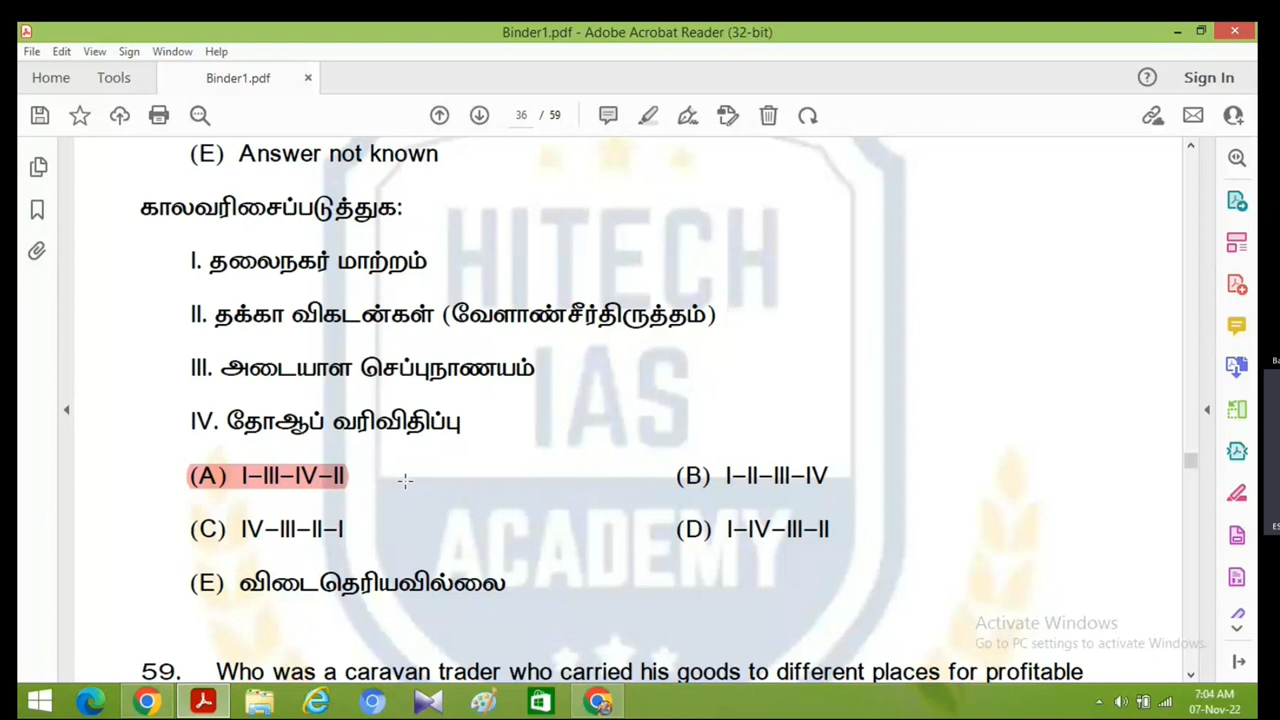 Binder1.pdf - Adobe Acrobat Reader (32-bit)
File Edit View Sign Window Help
Home Tools Binder1.pdf × Sign In
36 / 59
(E) Answer not known
காலவரிசைப்படுத்துக:
I. தலைநகர் மாற்றம்
II. தக்கா விகடன்கள் (வேளாண்சீர்திருத்தம்)
III. அடையாள செப்புநாணயம்
IV. தோஆப் வரிவிதிப்பு
(A) I–III–IV–II (B) I–II–III–IV
(C) IV–III–II–I (D) I–IV–III–II
(E) விடைதெரியவில்லை
HITECH
IAS
ACADEMY
Activate Windows
Go to PC settings to activate Windows.
59. Who was a caravan trader who carried his goods to different places for profitable
7:04 AM
07-Nov-22